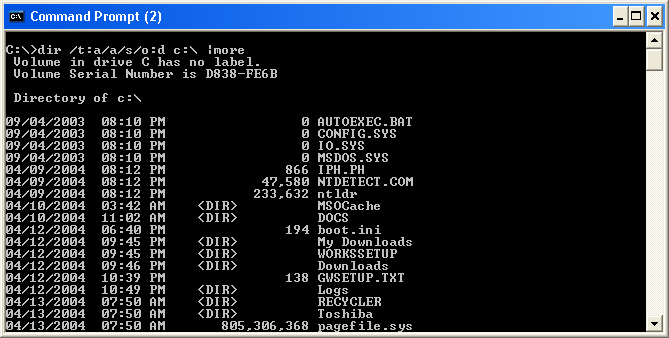 Command Prompt (2)
C:\>dir /t:a/a/s/o:d c:\ |more
 Volume in drive C has no label.
 Volume Serial Number is D838-FE6B

 Directory of c:\

09/04/2003  08:10 PM                 0 AUTOEXEC.BAT
09/04/2003  08:10 PM                 0 CONFIG.SYS
09/04/2003  08:10 PM                 0 IO.SYS
09/04/2003  08:10 PM                 0 MSDOS.SYS
04/09/2004  08:12 PM               866 IPH.PH
04/09/2004  08:12 PM            47,580 NTDETECT.COM
04/09/2004  08:12 PM           233,632 ntldr
04/10/2004  03:42 AM    <DIR>          MSOCache
04/10/2004  11:02 AM    <DIR>          DOCS
04/12/2004  06:40 PM               194 boot.ini
04/12/2004  09:45 PM    <DIR>          My Downloads
04/12/2004  09:45 PM    <DIR>          WORKSSETUP
04/12/2004  09:46 PM    <DIR>          Downloads
04/12/2004  10:39 PM               138 GWSETUP.TXT
04/12/2004  10:49 PM    <DIR>          Logs
04/13/2004  07:50 AM    <DIR>          RECYCLER
04/13/2004  07:50 AM    <DIR>          Toshiba
04/13/2004  07:50 AM       805,306,368 pagefile.sys